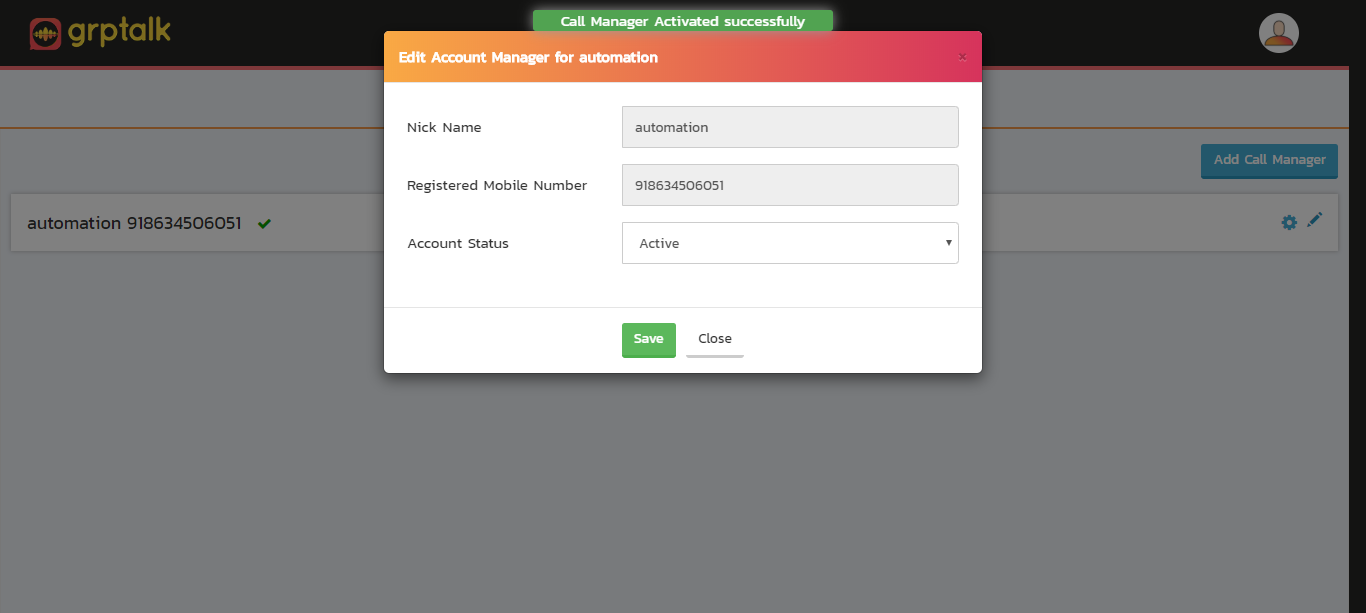 grptalk
Call Manager Activated successfully
Edit Account Manager for automation
×
Nick Name
automation
Registered Mobile Number
918634506051
Account Status
Active
Save
Close
Add Call Manager
automation 918634506051